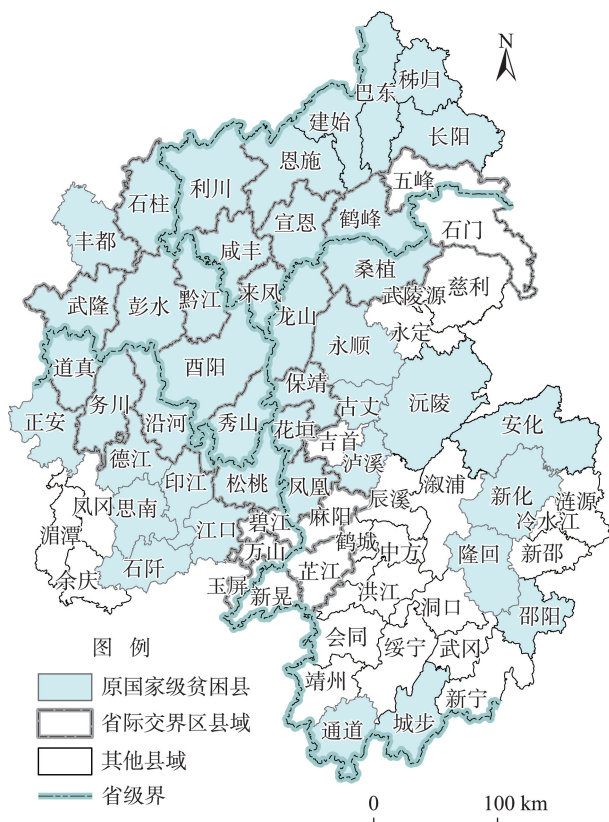 N
巴东
秭归
建始
长阳
恩施
五峰
利川
石柱
宣恩
鹤峰
石门
丰都
咸丰
桑植
来凤
慈利
武陵源
武隆
彭水
黔江
龙山
永定
永顺
道真
酉阳
保靖
沅陵
正安
务川
沿河
秀山
古丈
安化
花垣
吉首
德江
泸溪
印江
松桃
凤凰
辰溪
溆浦
新化
涟源
凤冈
思南
麻阳
冷水江
江口
碧江
湄潭
鹤城
中方
隆回
新邵
万山
石阡
芷江
余庆
玉屏
新晃
洪江
洞口
邵阳
会同
绥宁
武冈
靖州
新宁
通道
城步
图 例
原国家级贫困县
省际交界区县域
其他县域
省级界
0 100 km